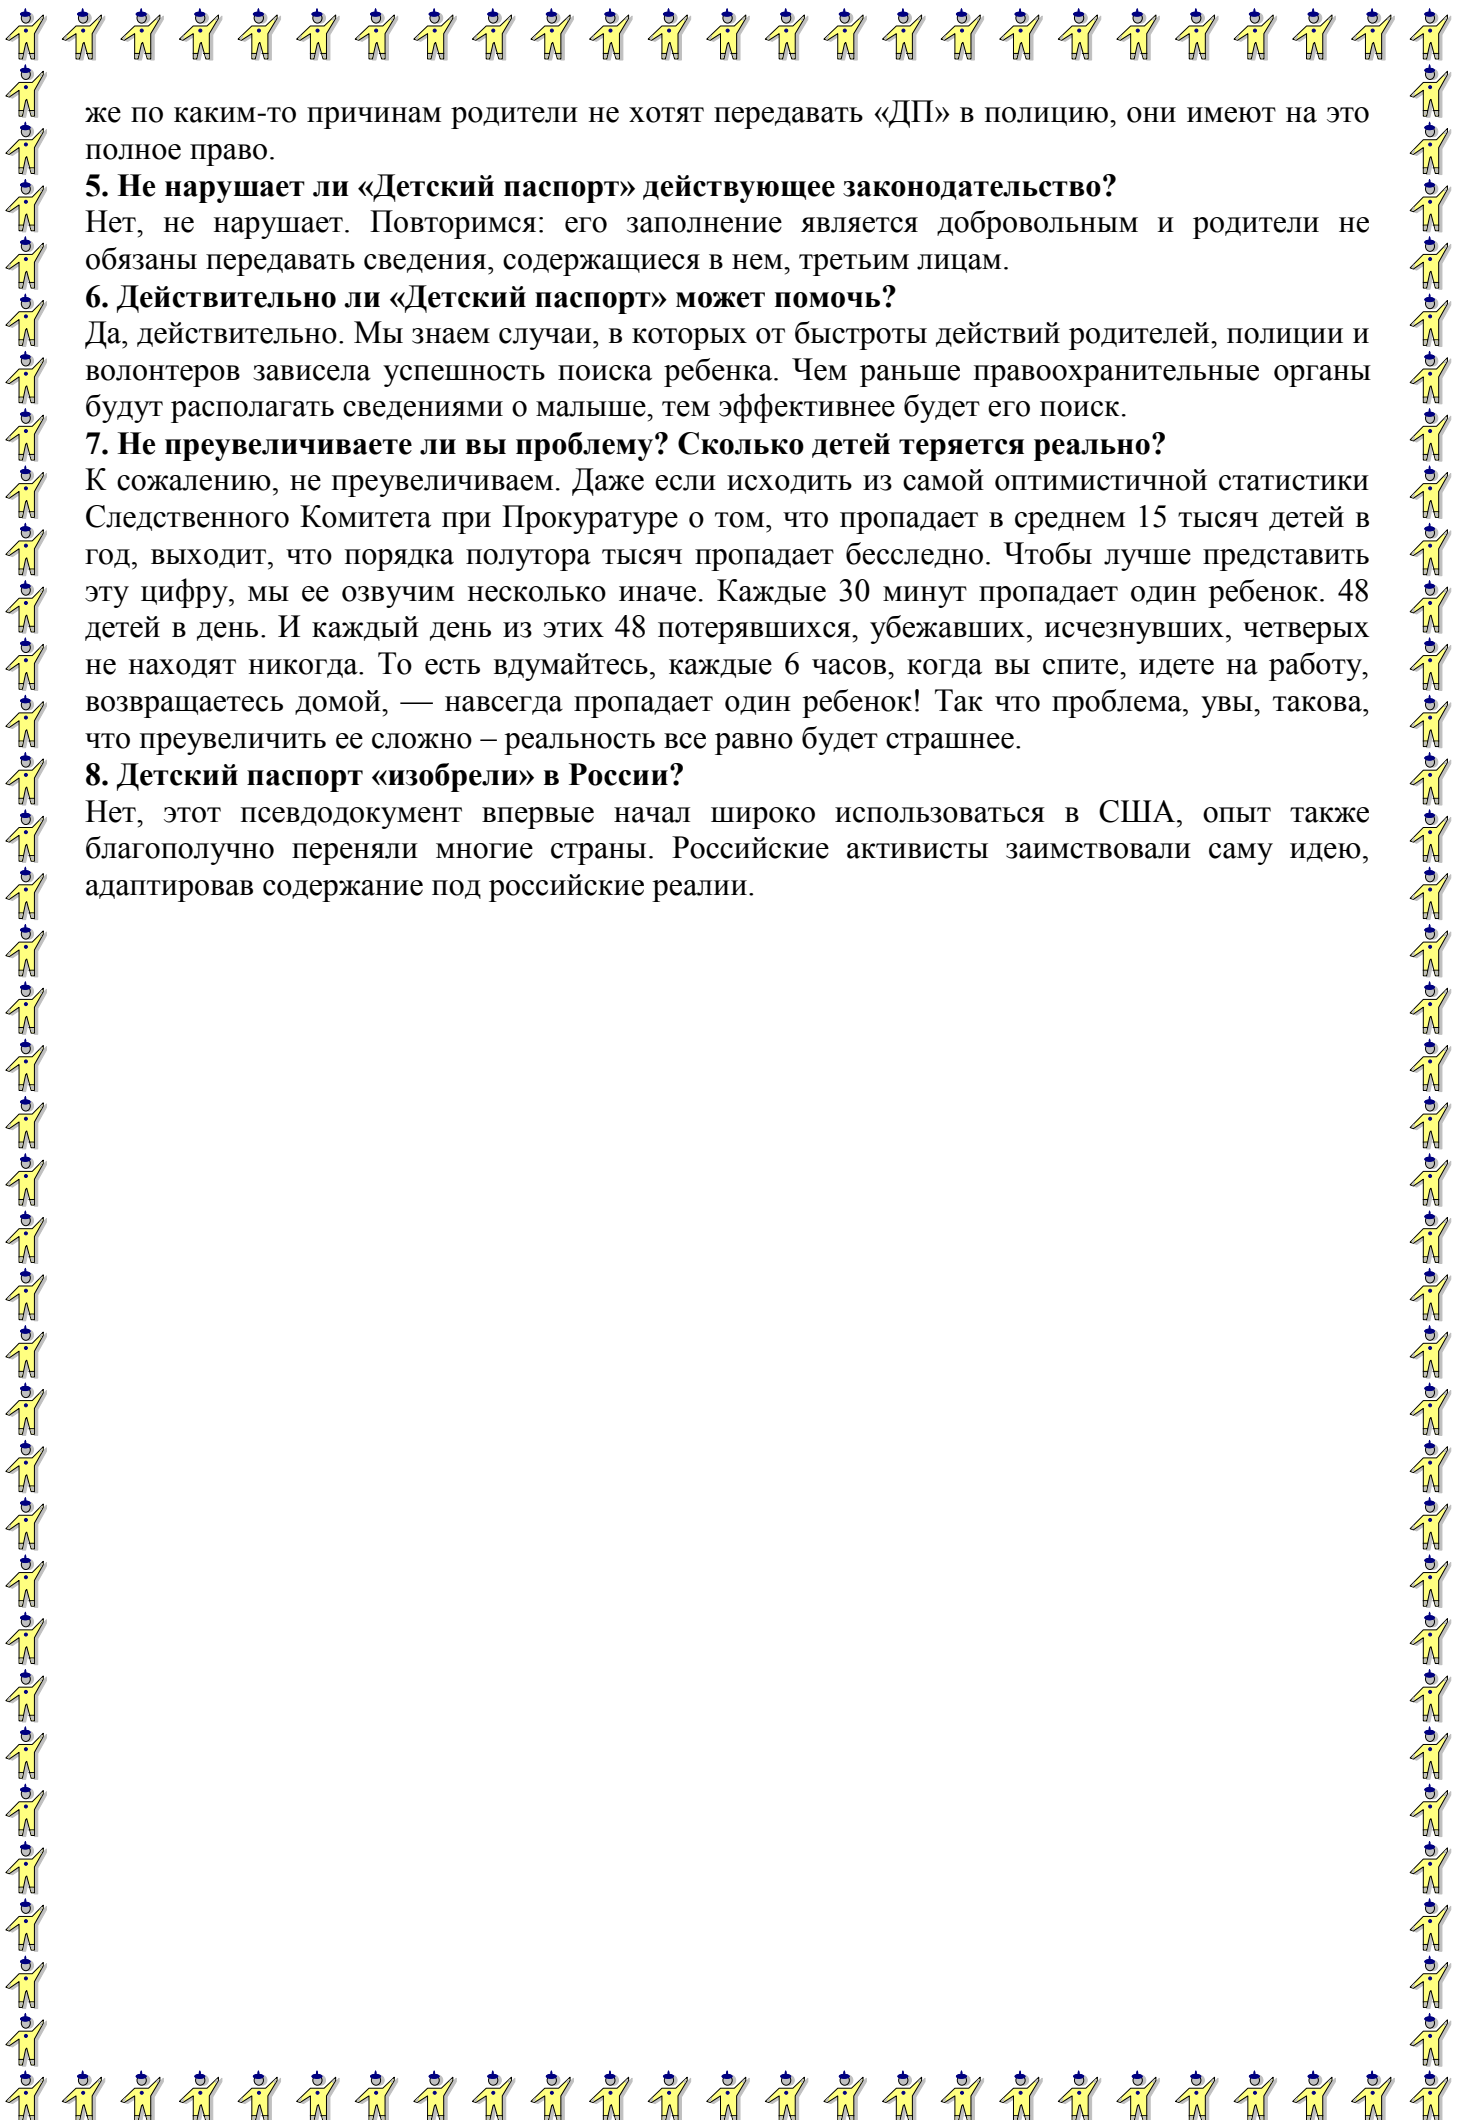 же по каким-то причинам родители не хотят передавать «ДП» в полицию, они имеют на это
полное право.
5. Не нарушает ли «Детский паспорт» действующее законодательство?
Нет, не нарушает. Повторимся: его заполнение является добровольным и родители не
обязаны передавать сведения, содержащиеся в нем, третьим лицам.
6. Действительно ли «Детский паспорт» может помочь?
Да, действительно. Мы знаем случаи, в которых от быстроты действий родителей, полиции и
волонтеров зависела успешность поиска ребенка. Чем раньше правоохранительные органы
будут располагать сведениями о малыше, тем эффективнее будет его поиск.
7. Не преувеличиваете ли вы проблему? Сколько детей теряется реально?
К сожалению, не преувеличиваем. Даже если исходить из самой оптимистичной статистики
Следственного Комитета при Прокуратуре о том, что пропадает в среднем 15 тысяч детей в
год, выходит, что порядка полутора тысяч пропадает бесследно. Чтобы лучше представить
эту цифру, мы ее озвучим несколько иначе. Каждые 30 минут пропадает один ребенок. 48
детей в день. И каждый день из этих 48 потерявшихся, убежавших, исчезнувших, четверых
не находят никогда. То есть вдумайтесь, каждые 6 часов, когда вы спите, идете на работу,
возвращаетесь домой, — навсегда пропадает один ребенок! Так что проблема, увы, такова,
что преувеличить ее сложно – реальность все равно будет страшнее.
8. Детский паспорт «изобрели» в России?
Нет, этот псевдодокумент впервые начал широко использоваться в США, опыт также
благополучно переняли многие страны. Российские активисты заимствовали саму идею,
адаптировав содержание под российские реалии.